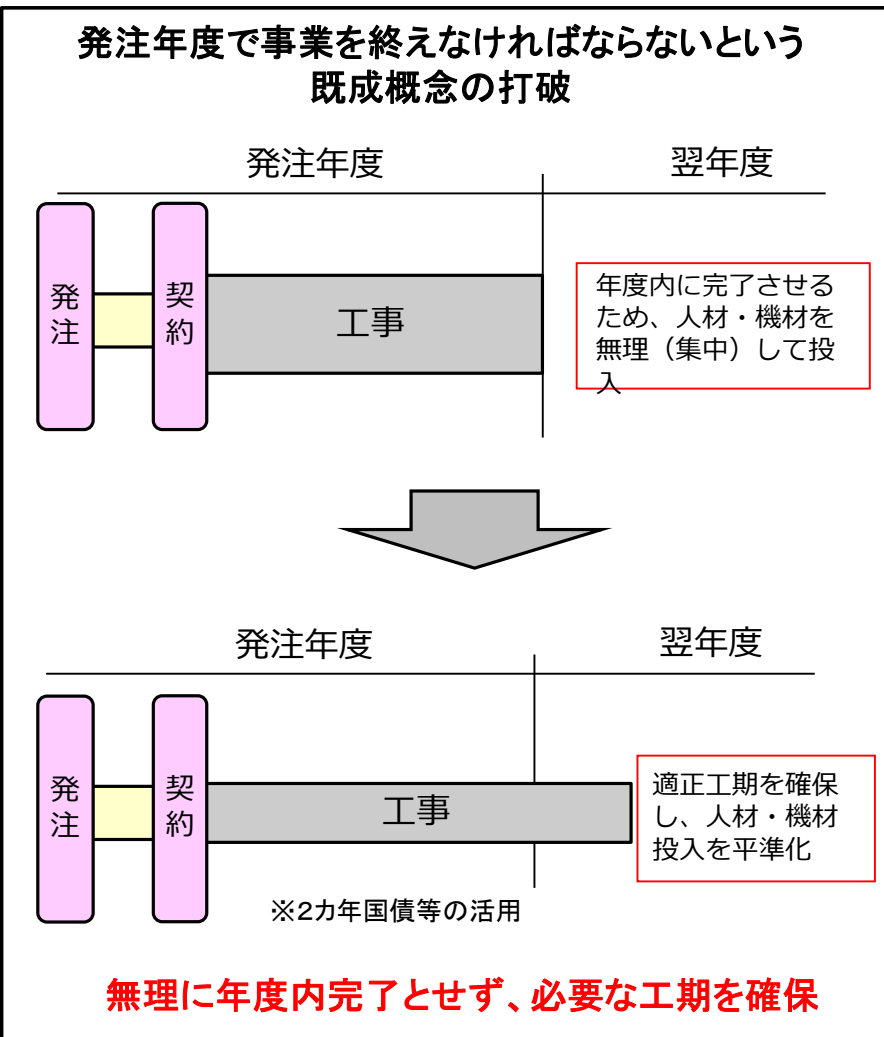 発注年度で事業を終えなければならないという
既成概念の打破
発注年度
翌年度
発注
契約
工事
年度内に完了させる
ため、人材・機材を
無理（集中）して投
入
発注年度
翌年度
発注
契約
工事
適正工期を確保
し、人材・機材
投入を平準化
※2カ年国債等の活用
無理に年度内完了とせず、必要な工期を確保